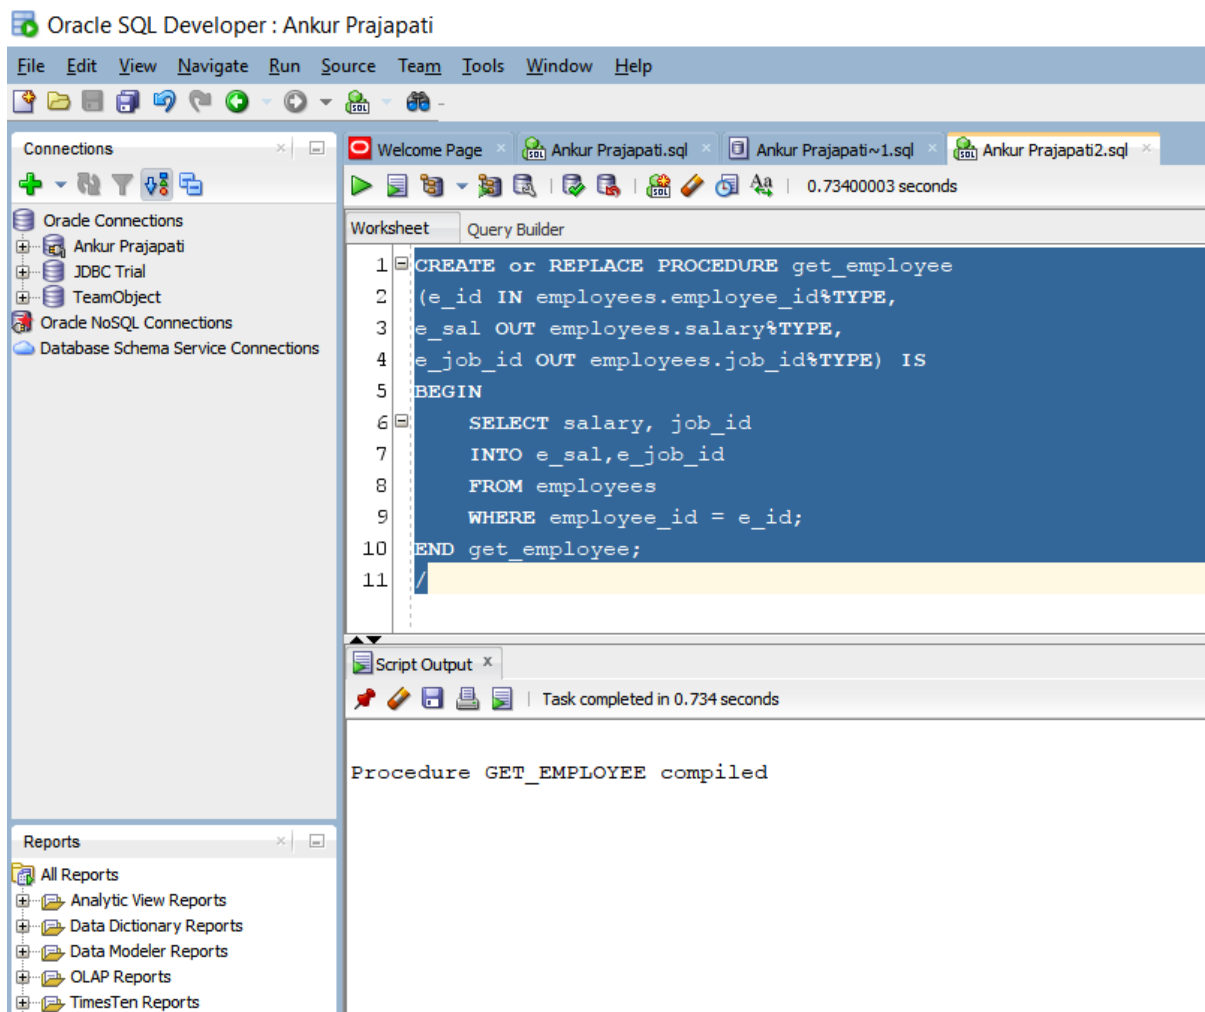 Oracle SQL Developer : Ankur Prajapati
File Edit View Navigate Run Source Team Tools Window Help
Connections
Oracle Connections
Ankur Prajapati
JDBC Trial
TeamObject
Oracle NoSQL Connections
Database Schema Service Connections
Reports
All Reports
Analytic View Reports
Data Dictionary Reports
Data Modeler Reports
OLAP Reports
TimesTen Reports
Welcome Page Ankur Prajapati.sql Ankur Prajapati~1.sql Ankur Prajapati2.sql
0.73400003 seconds
Worksheet Query Builder
1 CREATE or REPLACE PROCEDURE get_employee
2 (e_id IN employees.employee_id%TYPE,
3 e_sal OUT employees.salary%TYPE,
4 e_job_id OUT employees.job_id%TYPE) IS
5 BEGIN
6 SELECT salary, job_id
7 INTO e_sal,e_job_id
8 FROM employees
9 WHERE employee_id = e_id;
10 END get_employee;
11 /
Script Output x
Task completed in 0.734 seconds
Procedure GET_EMPLOYEE compiled